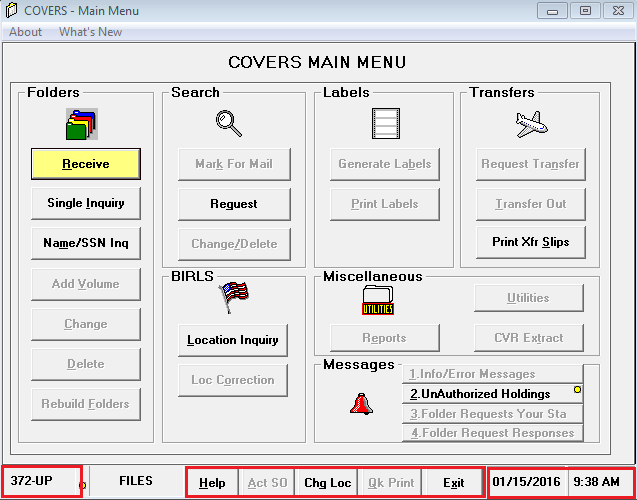 COVERS - Main Menu
About What's New
COVERS MAIN MENU
Folders
Receive
Single Inquiry
Name/SSN Inq
Add Volume
Change
Delete
Rebuild Folders
Search
Mark For Mail
Request
Change/Delete
BIRLS
Location Inquiry
Loc Correction
Labels
Generate Labels
Print Labels
Transfers
Request Transfer
Transfer Out
Print Xfr Slips
Miscellaneous
UTILITIES
Utilities
Reports
CVR Extract
Messages
1.Info/Error Messages
2.UnAuthorized Holdings
3.Folder Requests Your Sta
4.Folder Request Responses
372-UP FILES Help Act SO Chg Loc Qk Print Exit 01/15/2016 9:38 AM